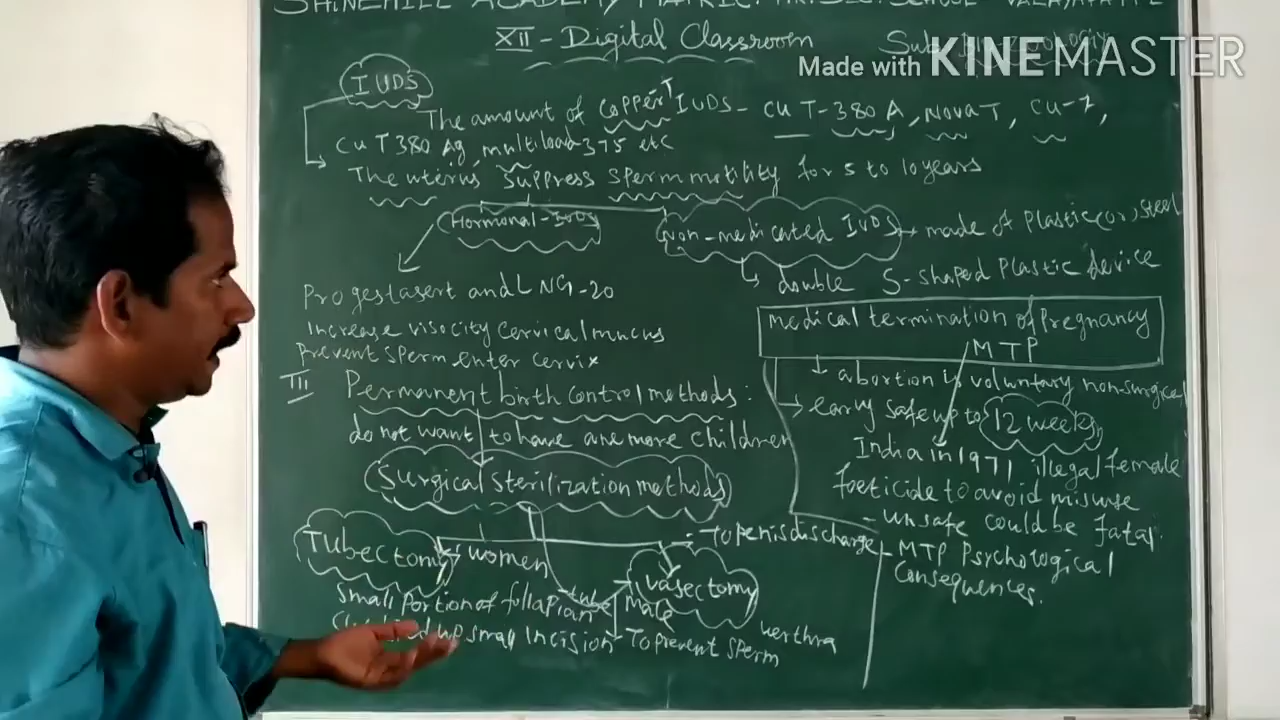 SHINEHILL ACADEMY MATRIC. HR. SEC. SCHOOL
XII - Digital Classroom
Made with KINEMASTER
IUDS
The amount of copper T IUDS - CU T-380 A, Nova T, CU-7,
CU T 380 Ag, multiload 375 etc
The uterus suppress sperm motility for 5 to 10 years
Hormonal-IUDS
Progestasert and LNG-20
Increase visocity cervical mucus
Prevent sperm enter cervix
Non-medicated IUDS → made of plastic (or) steel
double S-shaped plastic device
III Permanent birth control methods:
do not want to have are more children
Surgical sterilization methods
Tubectomy women
small portion of follapian tube
up small Incision
vasectomy
male
To prevent sperm
uerthra
To penis discharge
medical termination of Pregnancy
MTP
abortion is voluntary non-surgical
early safe up to 12 weeks
India in 1971 illegal female
foeticide to avoid misuse
- unsafe could be fatal.
- MTP Psychological
Consequences.